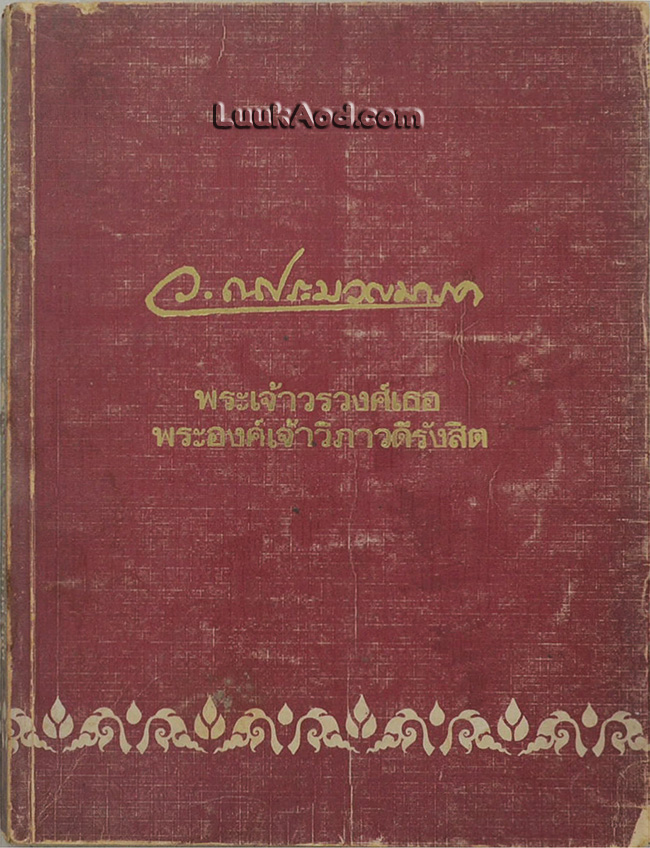 LuukAod.com
ว. ณประมวญมารค
พระเจ้าวรวงศ์เธอ
พระองค์เจ้าวิภาวดีรังสิต